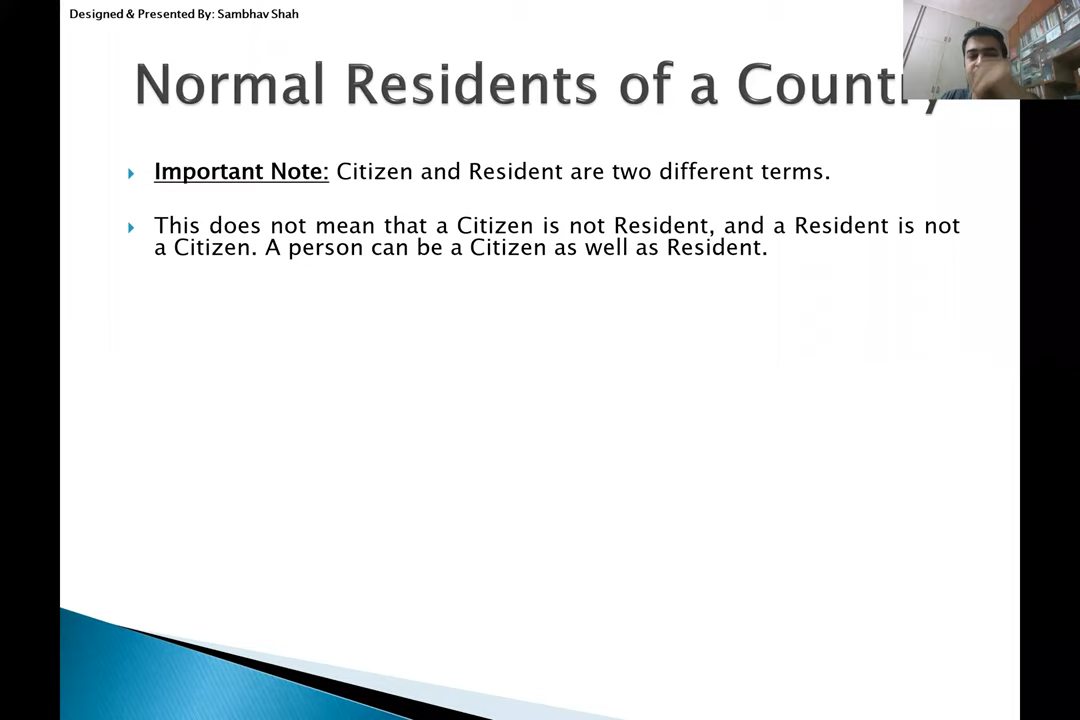 Designed & Presented By: Sambhav Shah
Normal Residents of a Country
Important Note: Citizen and Resident are two different terms.
This does not mean that a Citizen is not Resident, and a Resident is not
a Citizen. A person can be a Citizen as well as Resident.